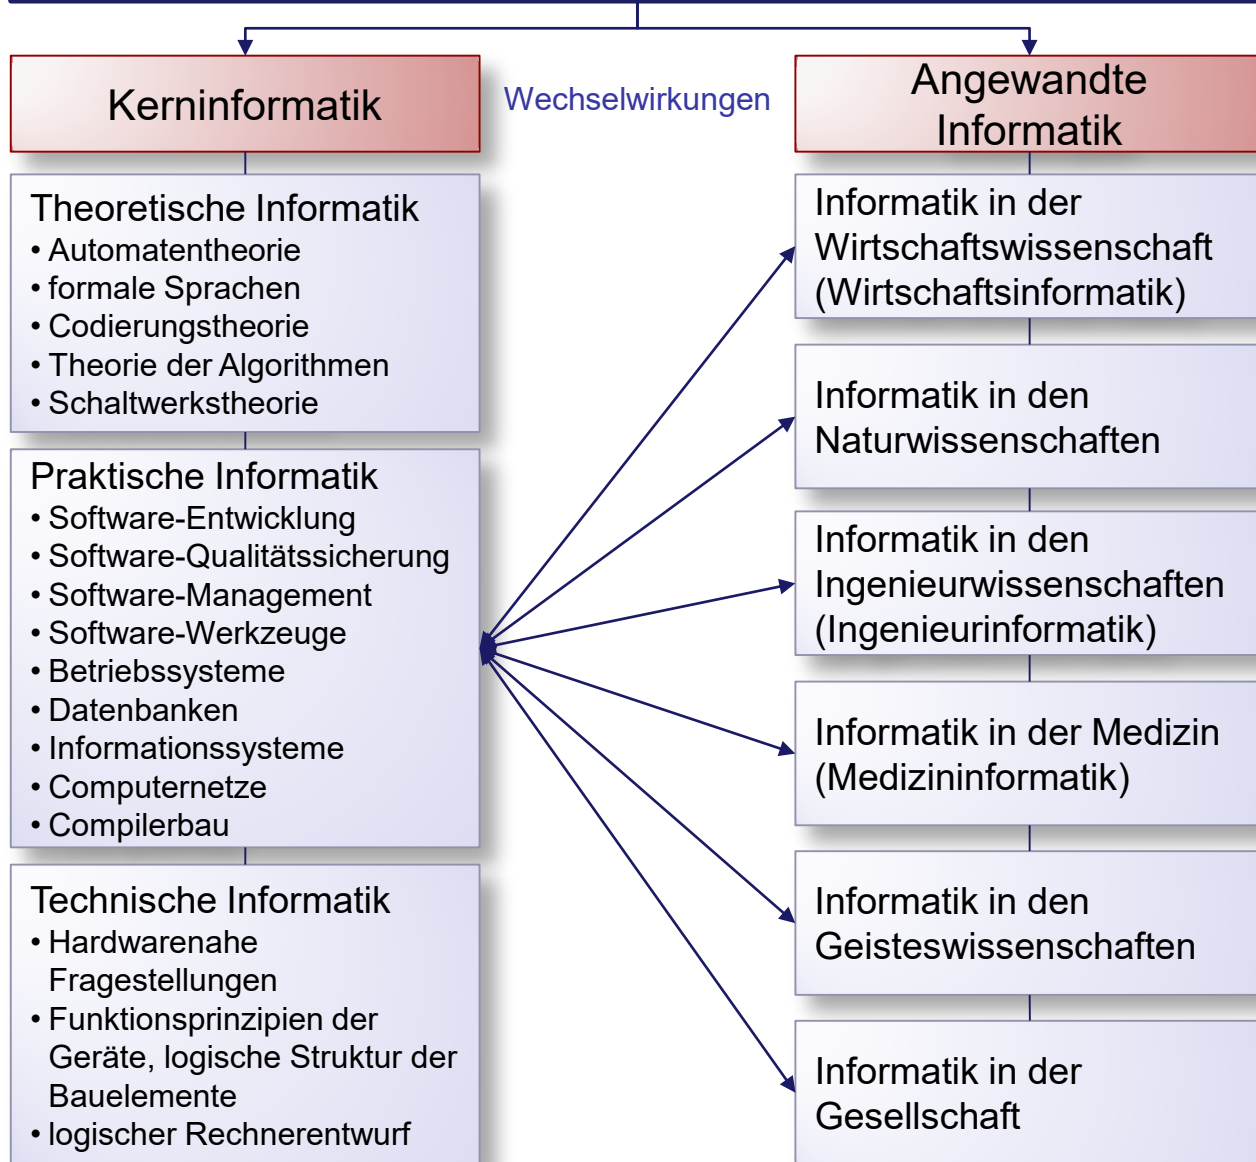 Kerninformatik
Wechselwirkungen
Angewandte
Informatik
Theoretische Informatik
• Automatentheorie
• formale Sprachen
• Codierungstheorie
• Theorie der Algorithmen
• Schaltwerkstheorie
Praktische Informatik
• Software-Entwicklung
• Software-Qualitätssicherung
• Software-Management
• Software-Werkzeuge
• Betriebssysteme
• Datenbanken
• Informationssysteme
• Computernetze
• Compilerbau
Technische Informatik
• Hardwarenahe
Fragestellungen
• Funktionsprinzipien der
Geräte, logische Struktur der
Bauelemente
• logischer Rechnerentwurf
Informatik in der
Wirtschaftswissenschaft
(Wirtschaftsinformatik)
Informatik in den
Naturwissenschaften
Informatik in den
Ingenieurwissenschaften
(Ingenieurinformatik)
Informatik in der Medizin
(Medizininformatik)
Informatik in den
Geisteswissenschaften
Informatik in der
Gesellschaft